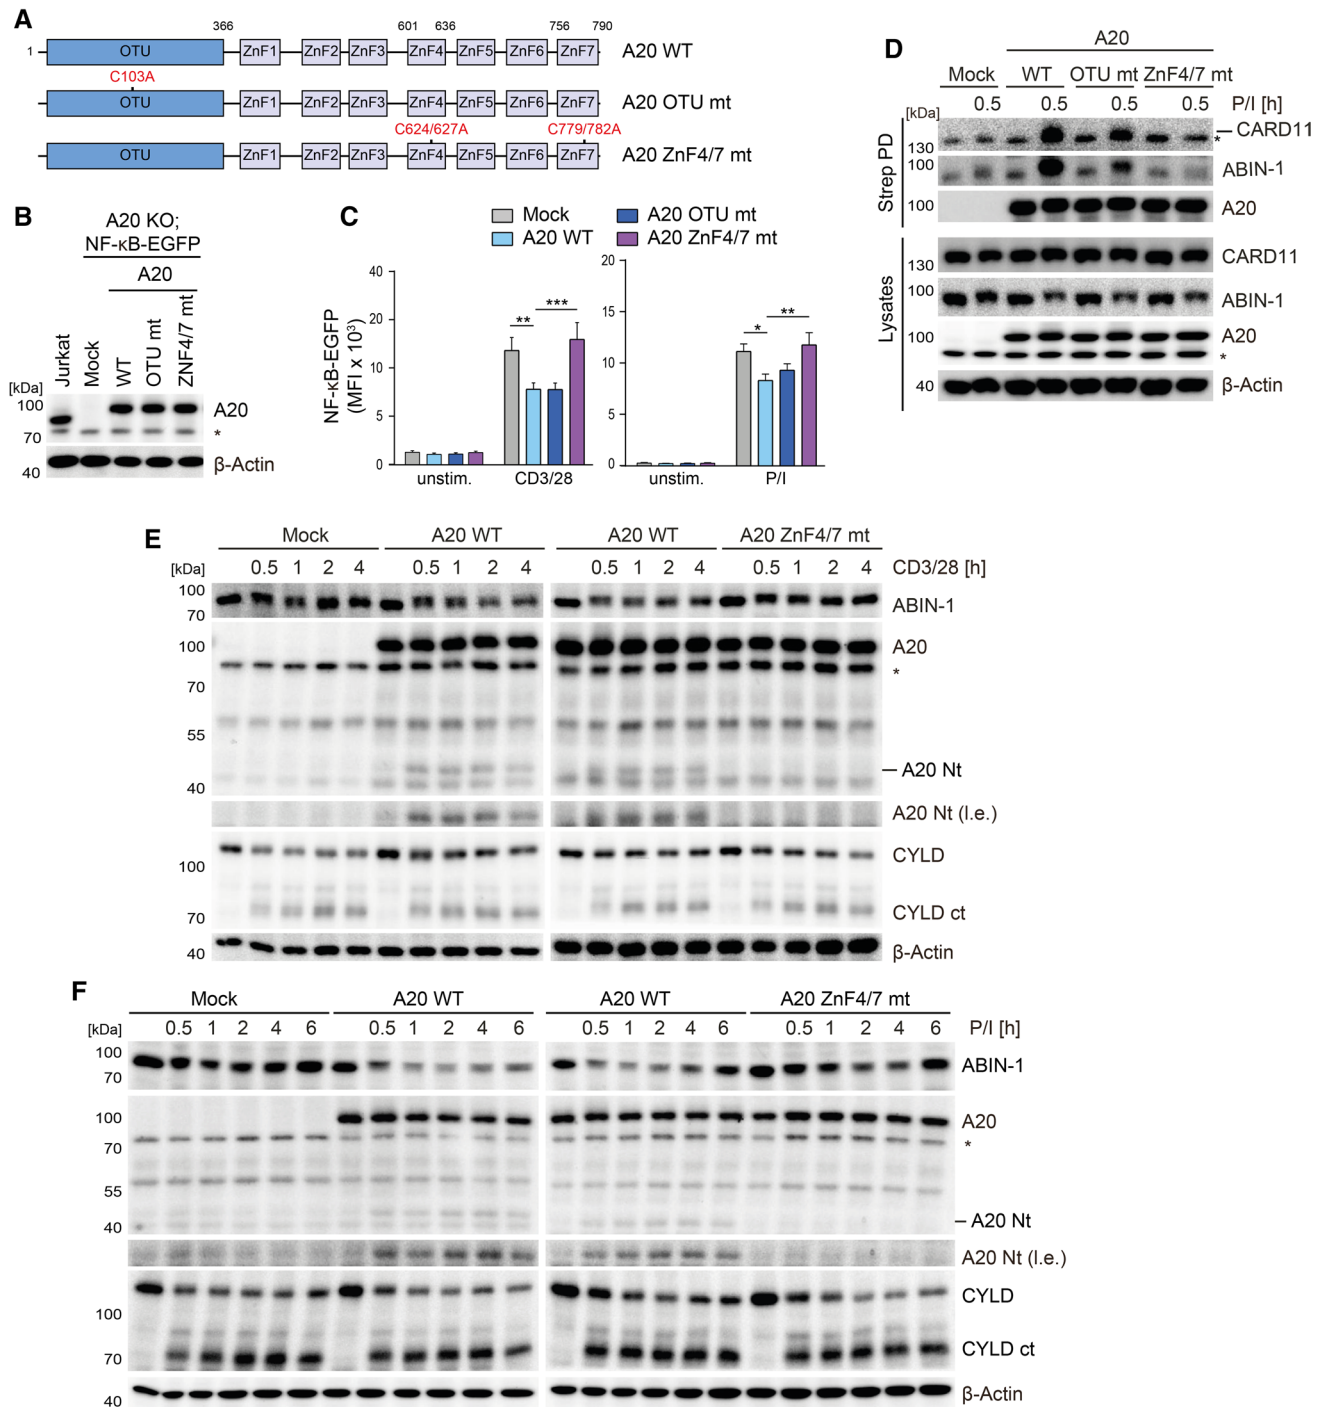 A
366 601 636 756 790
1 OTU ZnF1 ZnF2 ZnF3 ZnF4 ZnF5 ZnF6 ZnF7 A20 WT
C103A
OTU ZnF1 ZnF2 ZnF3 ZnF4 ZnF5 ZnF6 ZnF7 A20 OTU mt
C624/627A C779/782A
OTU ZnF1 ZnF2 ZnF3 ZnF4 ZnF5 ZnF6 ZnF7 A20 ZnF4/7 mt
B
A20 KO;
NF-κB-EGFP
A20
Jurkat Mock WT OTU mt ZNF4/7 mt
[kDa]
100 A20
70 *
40 β-Actin
C
Mock A20 OTU mt
A20 WT A20 ZnF4/7 mt
NF-κB-EGFP
(MFI x 10³)
40
20
10
5
0
** ***
unstim. CD3/28
20
15
10
5
0
* **
unstim. P/I
D
A20
Mock WT OTU mt ZnF4/7 mt
0.5 0.5 0.5 0.5 P/I [h]
[kDa]
Strep PD
130 CARD11
*
100 ABIN-1
100 A20
Lysates
130 CARD11
100 ABIN-1
100 A20
*
40 β-Actin
E
Mock A20 WT A20 WT A20 ZnF4/7 mt
[kDa] 0.5 1 2 4 0.5 1 2 4 0.5 1 2 4 0.5 1 2 4 CD3/28 [h]
100
70 ABIN-1
100 A20
*
70
55
A20 Nt
40
A20 Nt (l.e.)
CYLD
100
70 CYLD ct
40 β-Actin
F
Mock A20 WT A20 WT A20 ZnF4/7 mt
[kDa] 0.5 1 2 4 6 0.5 1 2 4 6 0.5 1 2 4 6 0.5 1 2 4 6 P/I [h]
100 ABIN-1
70
100 A20
70 *
55
40 A20 Nt
A20 Nt (l.e.)
CYLD
100
70 CYLD ct
40 β-Actin